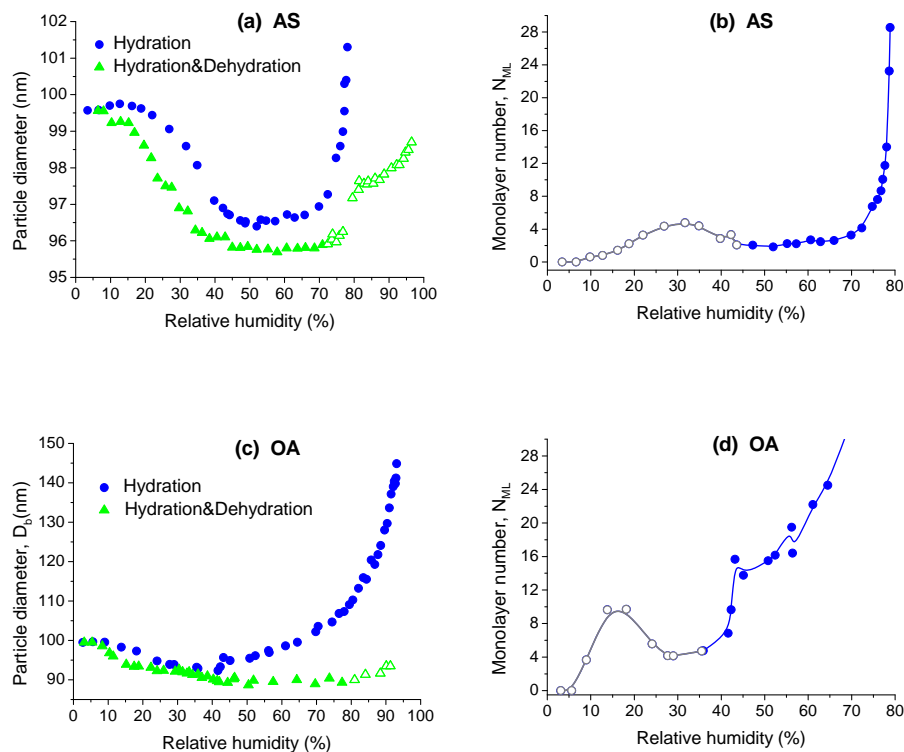 (a) AS
Hydration
Hydration&Dehydration
Particle diameter (nm)
102
101
100
99
98
97
96
95
0 10 20 30 40 50 60 70 80 90 100
Relative humidity (%)
(b) AS
Monolayer number, N_ML
28
24
20
16
12
8
4
0
0 10 20 30 40 50 60 70 80
Relative humidity (%)
(c) OA
Hydration
Hydration&Dehydration
Particle diameter, D_b(nm)
150
140
130
120
110
100
90
0 10 20 30 40 50 60 70 80 90 100
Relative humidity (%)
(d) OA
Monolayer number, N_ML
28
24
20
16
12
8
4
0
0 10 20 30 40 50 60 70 80
Relative humidity (%)